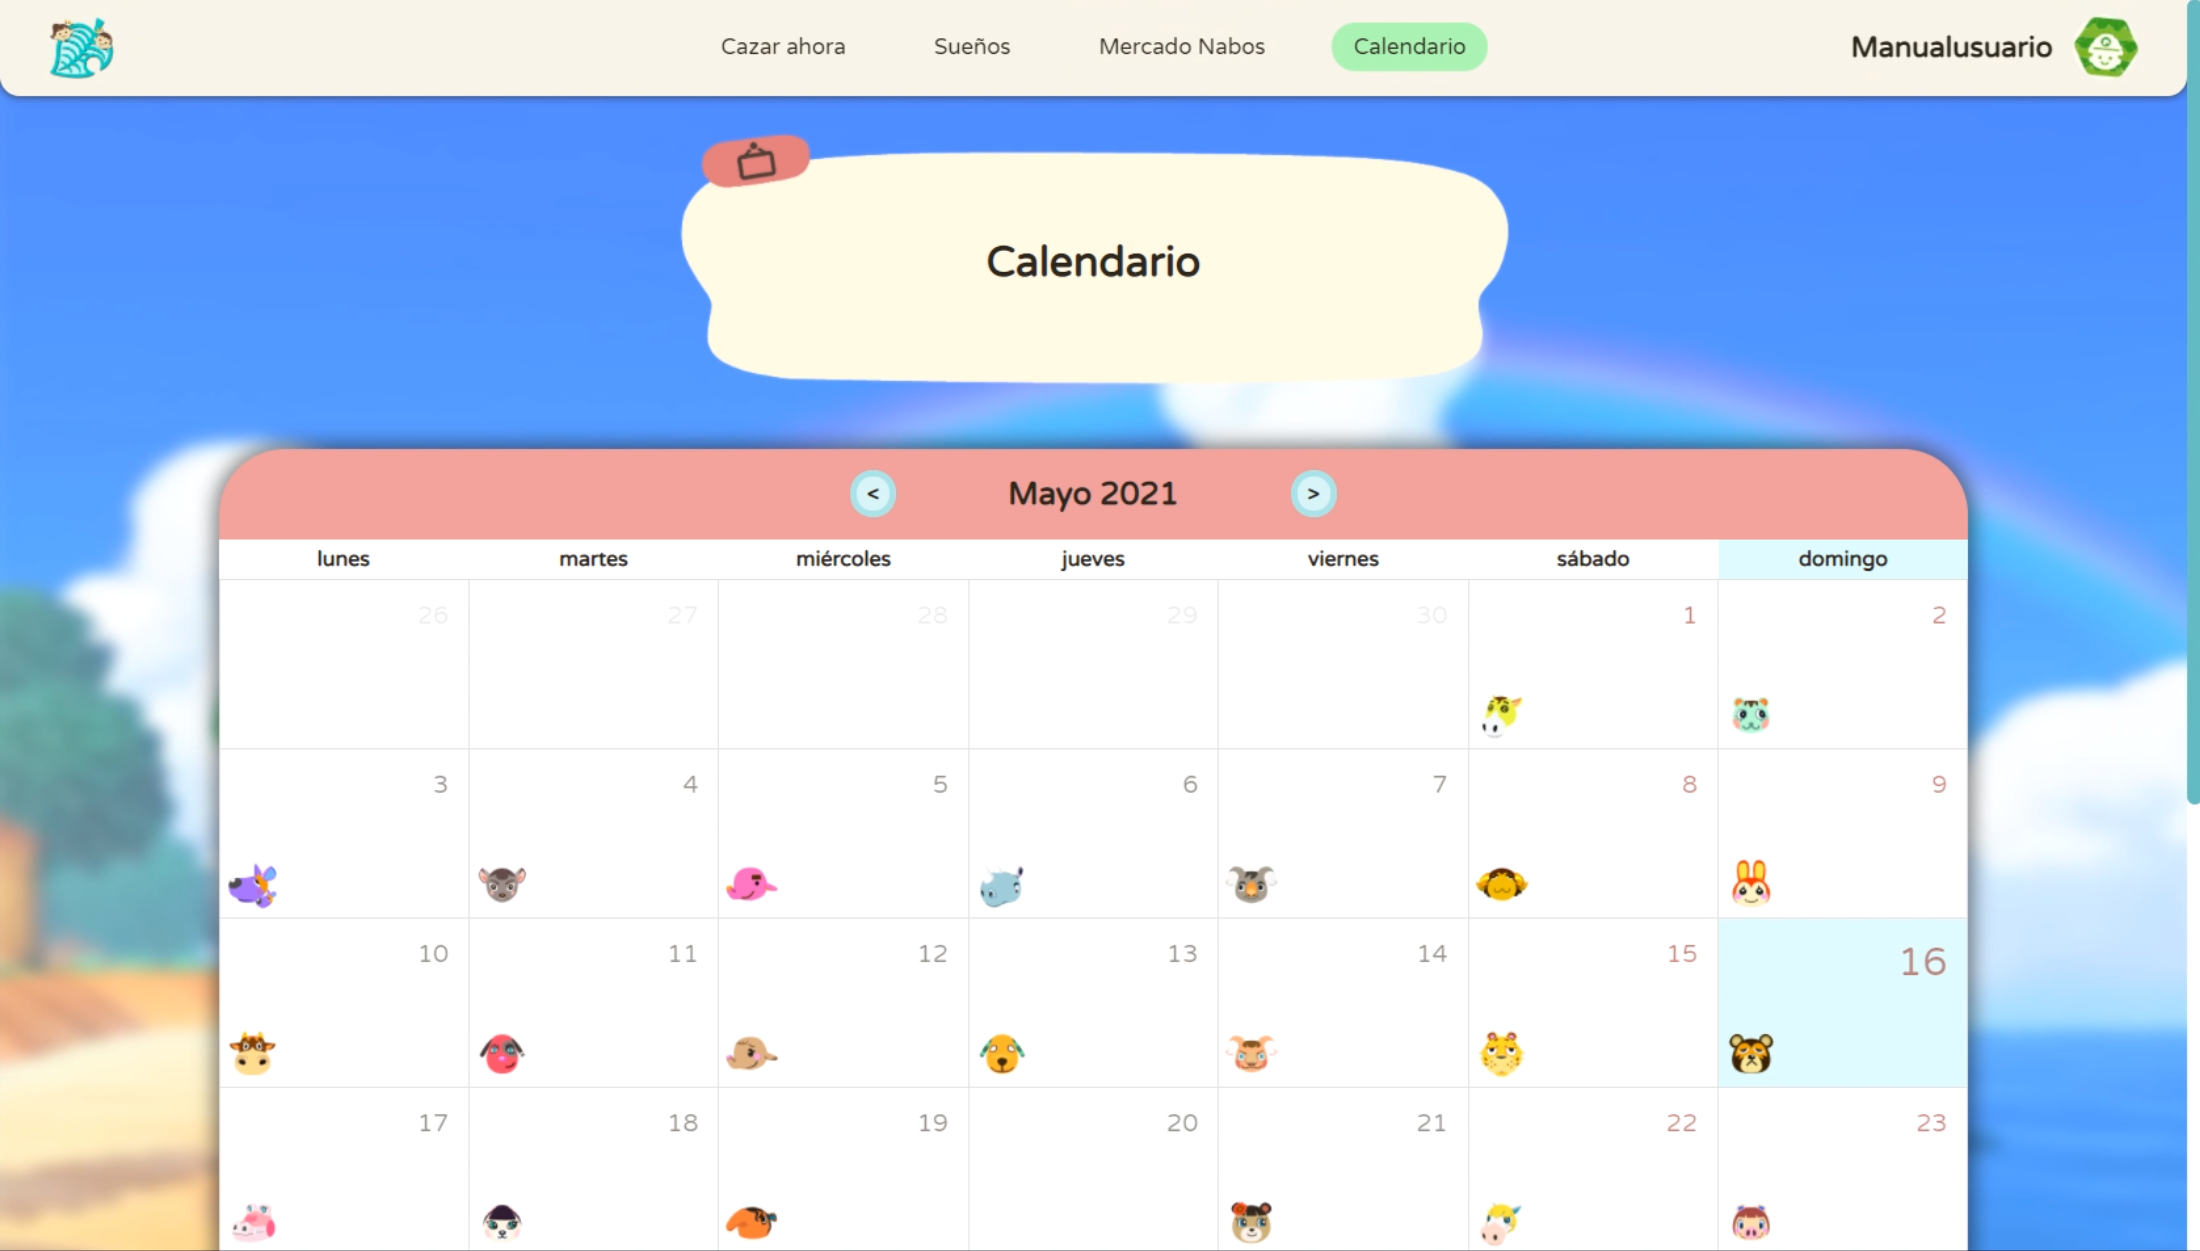 Cazar ahora Sueños Mercado Nabos Calendario Manualusuario
Calendario
< Mayo 2021 >
lunes martes miércoles jueves viernes sábado domingo
26 27 28 29 30 1 2
3 4 5 6 7 8 9
10 11 12 13 14 15 16
17 18 19 20 21 22 23